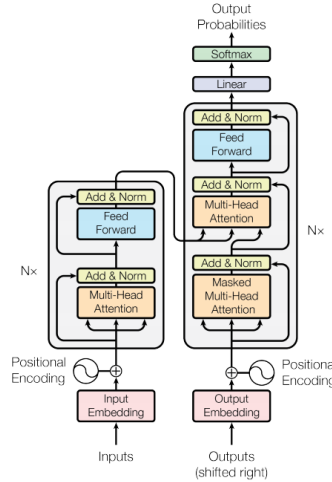 Output
Probabilities
Softmax
Linear
Add & Norm
Feed
Forward
Add & Norm
Multi-Head
Attention
Add & Norm
Masked
Multi-Head
Attention
N×
Add & Norm
Feed
Forward
Add & Norm
Multi-Head
Attention
N×
Positional
Encoding
Positional
Encoding
Input
Embedding
Output
Embedding
Inputs
Outputs
(shifted right)